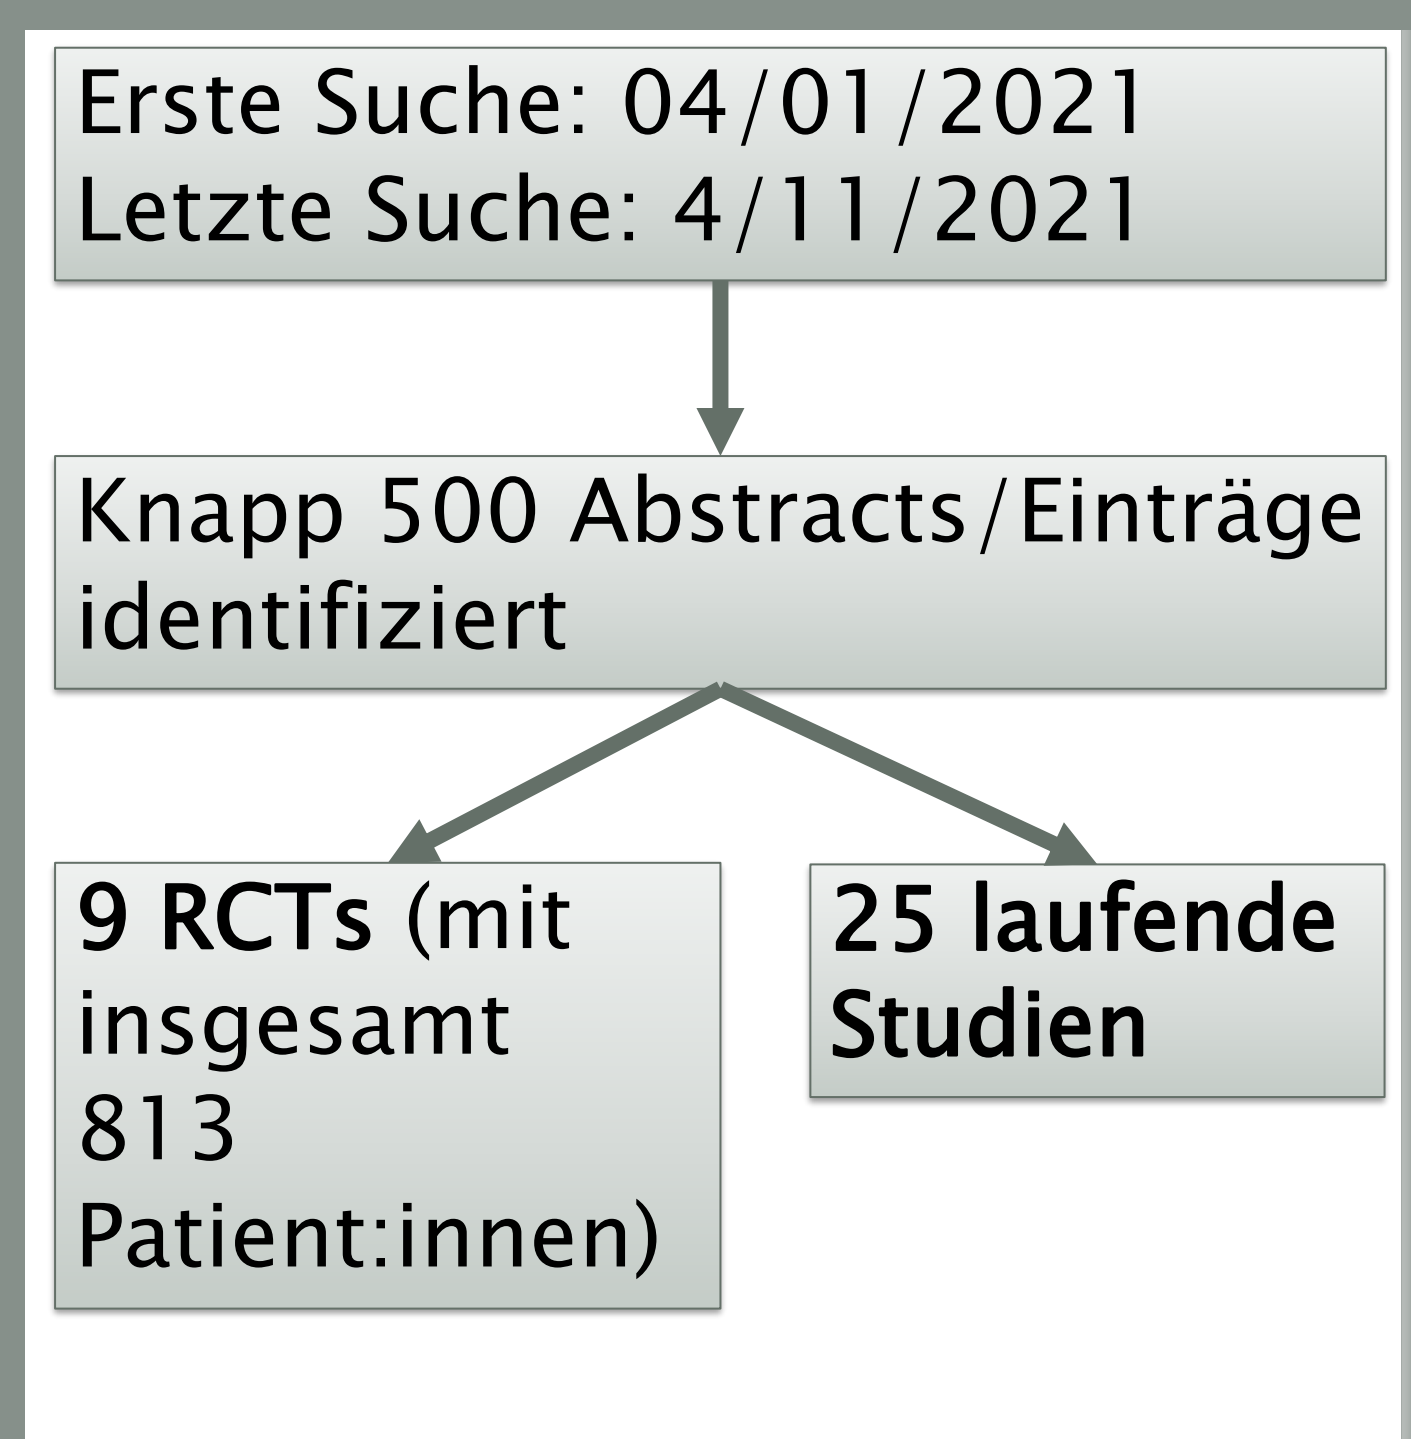 Erste Suche: 04/01/2021
Letzte Suche: 4/11/2021
Knapp 500 Abstracts/Einträge
identifiziert
9 RCTs (mit
insgesamt
813
Patient:innen)
25 laufende
Studien